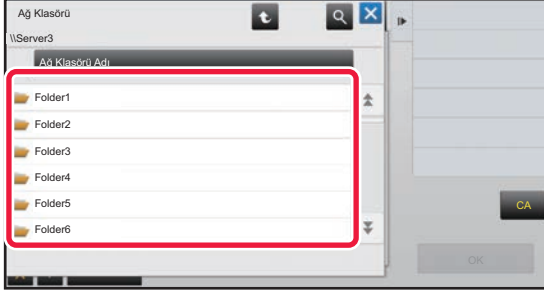 Ağ Klasörü
\\Server3
Ağ Klasörü Adı
Folder1
Folder2
Folder3
Folder4
Folder5
Folder6
CA
OK